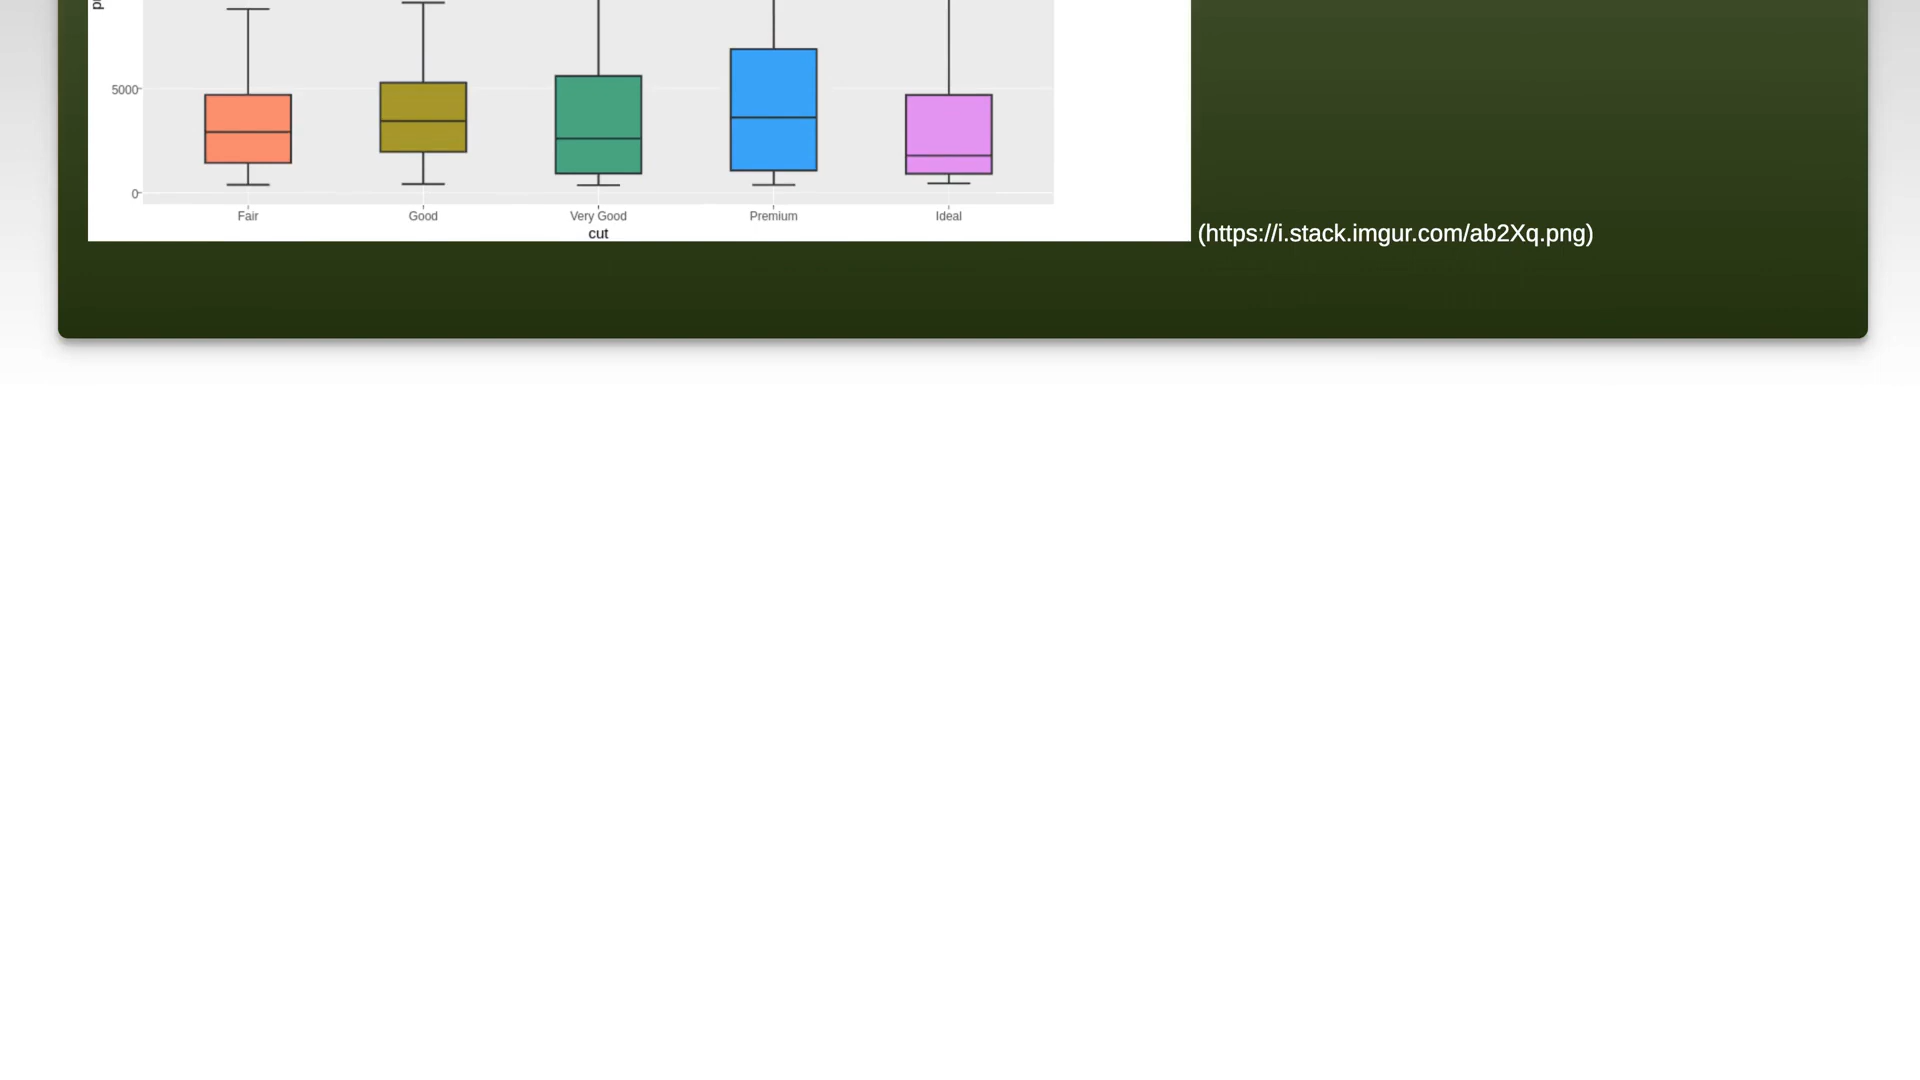 5000
0
Fair Good Very Good Premium Ideal
cut
(https://i.stack.imgur.com/ab2Xq.png)